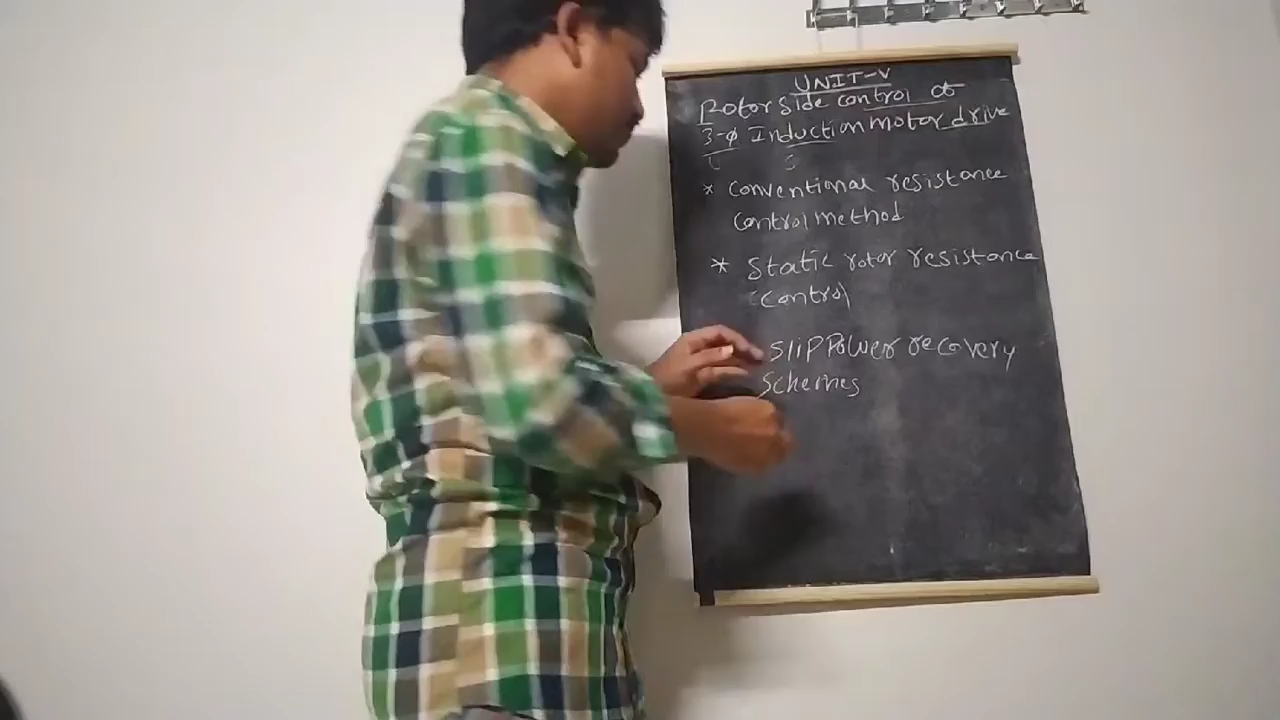 UNIT-V
Rotor side control of
3-φ Induction motor drive
* Conventional resistance
Control method
* Static rotor resistance
Control
Slip Power recovery
Schemes